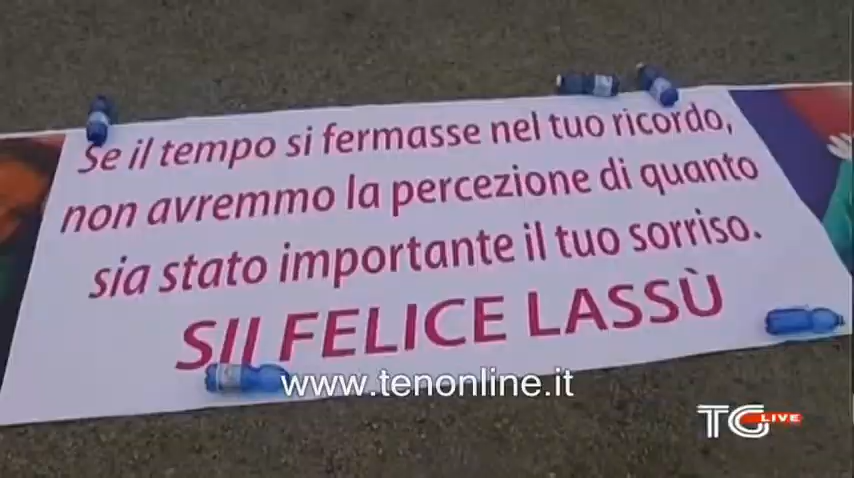 Se il tempo si fermasse nel tuo ricordo,
non avremmo la percezione di quanto
sia stato importante il tuo sorriso.
SII FELICE LASSÙ
www.tenonline.it
TG LIVE